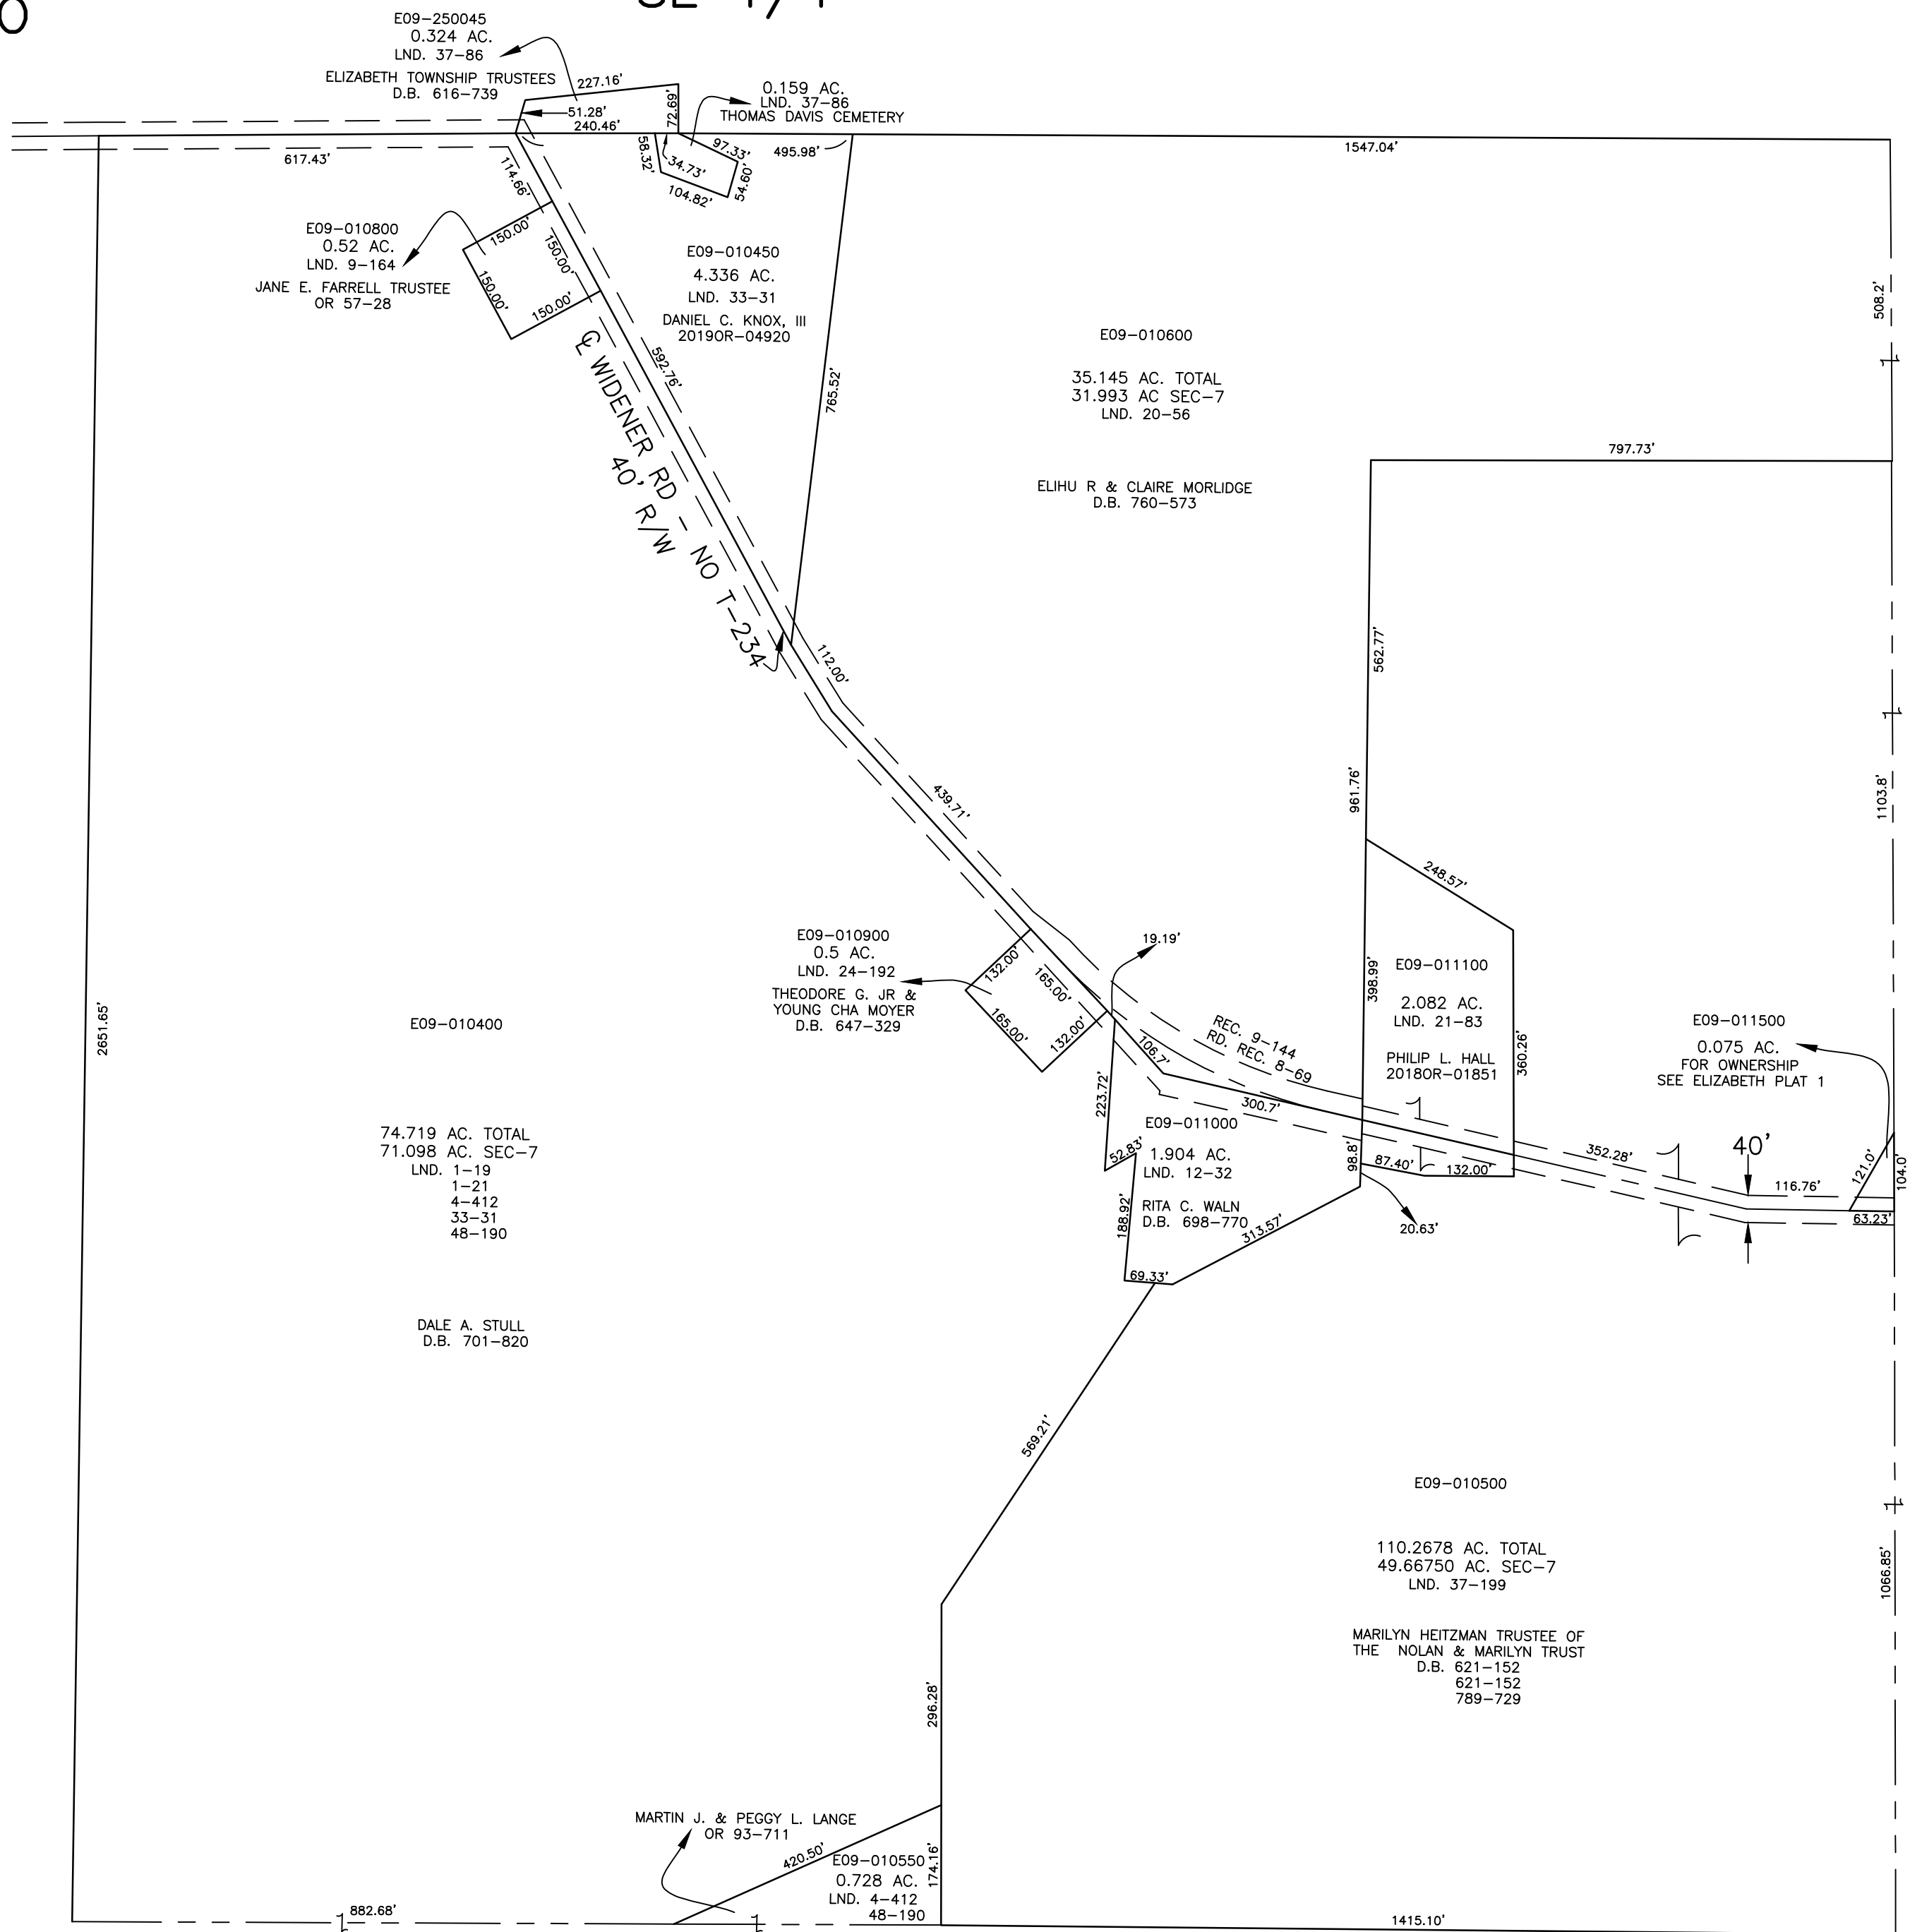 E09-250045
0.324 AC.
LND. 37-86
ELIZABETH TOWNSHIP TRUSTEES
D.B. 616-739
227.16'
51.28'
240.46'
72.69'
0.159 AC.
LND. 37-86
THOMAS DAVIS CEMETERY
617.43'
114.66'
58.32'
34.73'
97.33'
54.60'
104.82'
495.98'
1547.04'
E09-010800
0.52 AC.
LND. 9-164
JANE E. FARRELL TRUSTEE
OR 57-28
150.00'
150.00'
150.00'
150.00'
E09-010450
4.336 AC.
LND. 33-31
DANIEL C. KNOX, III
2019OR-04920
592.76'
765.52'
508.2'
E09-010600
35.145 AC. TOTAL
31.993 AC SEC-7
LND. 20-56
ELIHU R & CLAIRE MORLIDGE
D.B. 760-573
797.73'
℄ WIDENER RD - NO T-234
40' R/W
112.00'
562.77'
961.76'
1103.8'
439.71'
248.57'
E09-010900
0.5 AC.
LND. 24-192
THEODORE G. JR &
YOUNG CHA MOYER
D.B. 647-329
132.00'
165.00'
165.00'
132.00'
19.19'
398.99'
E09-011100
2.082 AC.
LND. 21-83
PHILIP L. HALL
2018OR-01851
360.26'
REC. 9-144
RD. REC. 8-69
106.7'
300.7'
E09-011500
0.075 AC.
FOR OWNERSHIP
SEE ELIZABETH PLAT 1
2651.65'
E09-010400
74.719 AC. TOTAL
71.098 AC. SEC-7
LND. 1-19
1-21
4-412
33-31
48-190
DALE A. STULL
D.B. 701-820
223.72'
52.83'
188.92'
69.33'
313.57'
E09-011000
1.904 AC.
LND. 12-32
RITA C. WALN
D.B. 698-770
98.8'
87.40'
132.00'
20.63'
352.28'
40'
116.76'
121.0'
104.0'
63.23'
569.21'
E09-010500
110.2678 AC. TOTAL
49.66750 AC. SEC-7
LND. 37-199
MARILYN HEITZMAN TRUSTEE OF
THE NOLAN & MARILYN TRUST
D.B. 621-152
621-152
789-729
1066.85'
296.28'
MARTIN J. & PEGGY L. LANGE
OR 93-711
420.50'
174.16'
E09-010550
0.728 AC.
LND. 4-412
48-190
882.68'
1415.10'